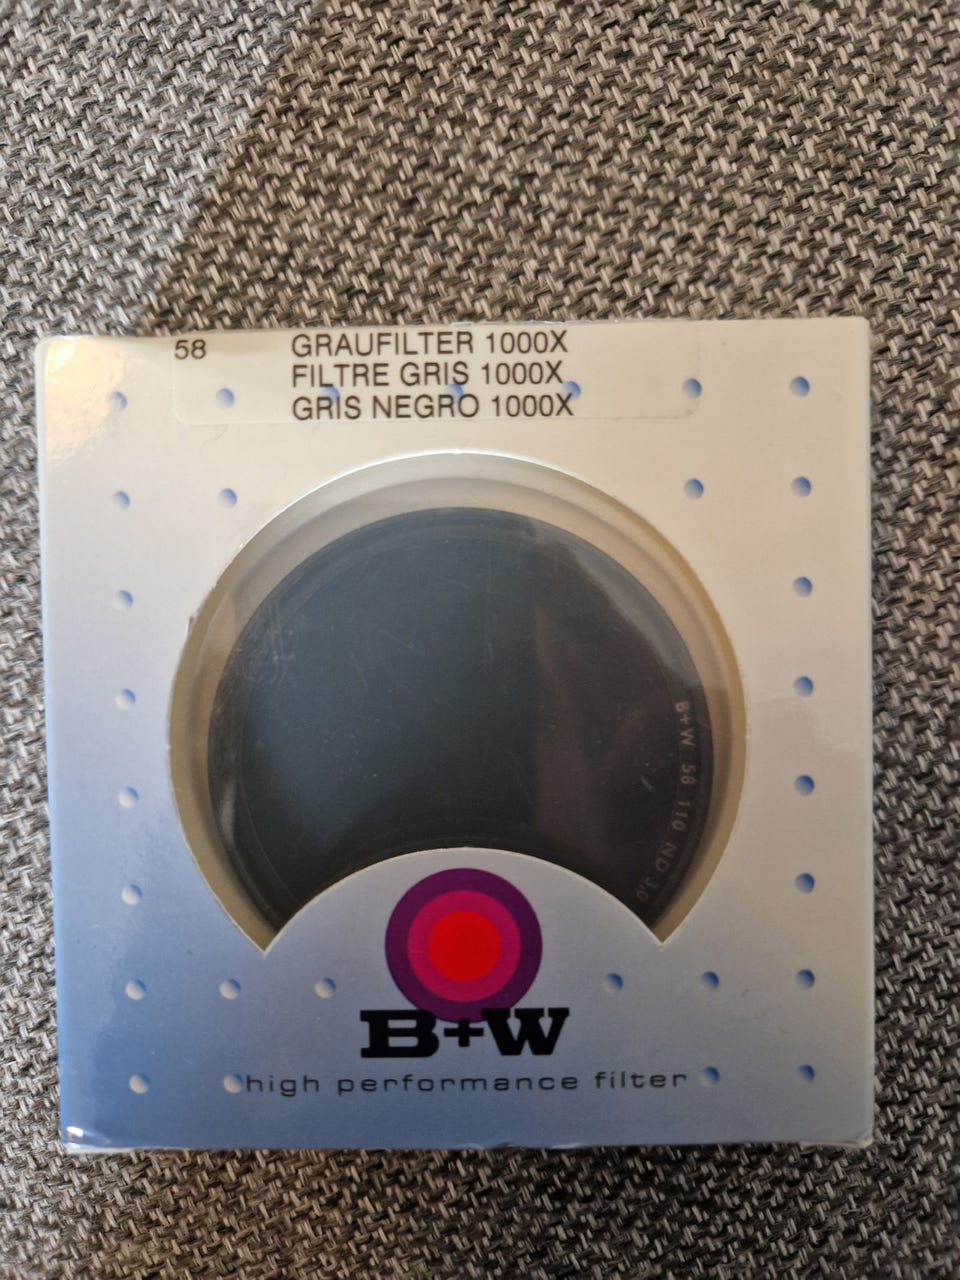 58 GRAUFILTER 1000X
FILTRE GRIS 1000X
GRIS NEGRO 1000X
B+W 58 110 ND 3,0
B+W
high performance filter